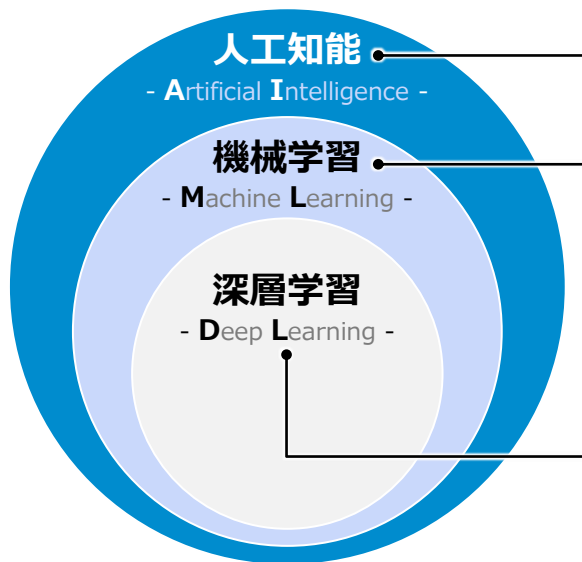 人工知能
- Artificial Intelligence -
機械学習
- Machine Learning -
深層学習
- Deep Learning -